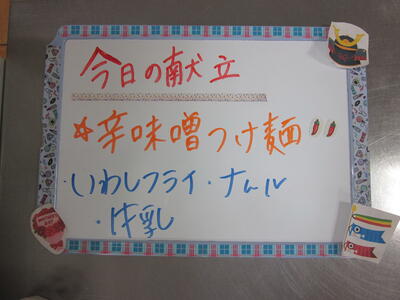 今日の献立
☆辛味噌つけ麺
・いわしフライ・ナムル
・牛乳